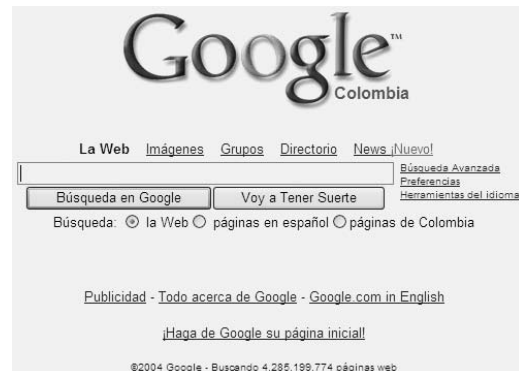 Google™
Colombia
La Web Imágenes Grupos Directorio News ¡Nuevo!
Búsqueda Avanzada
Preferencias
Herramientas del idioma
Búsqueda en Google Voy a Tener Suerte
Búsqueda: la Web páginas en español páginas de Colombia
Publicidad - Todo acerca de Google - Google.com in English
¡Haga de Google su página inicial!
©2004 Google - Buscando 4.285.199.774 páginas web